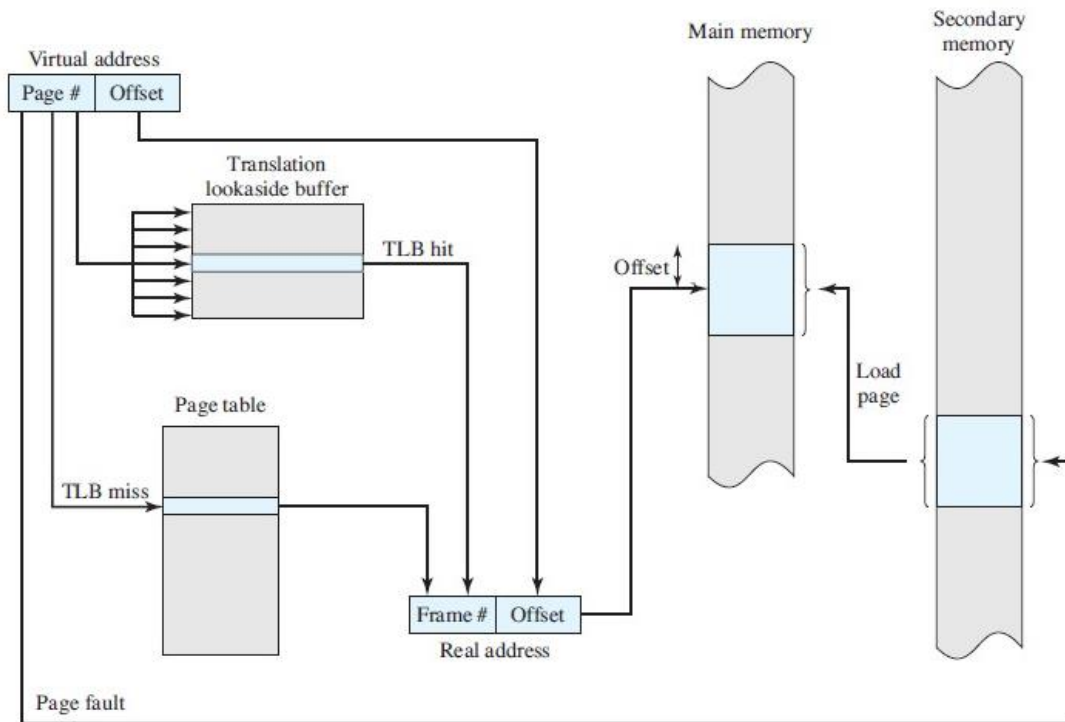 Virtual address
Page #
Offset
Translation
lookaside buffer
TLB hit
Page table
TLB miss
Frame #
Offset
Real address
Page fault
Main memory
Offset
Load
page
Secondary
memory